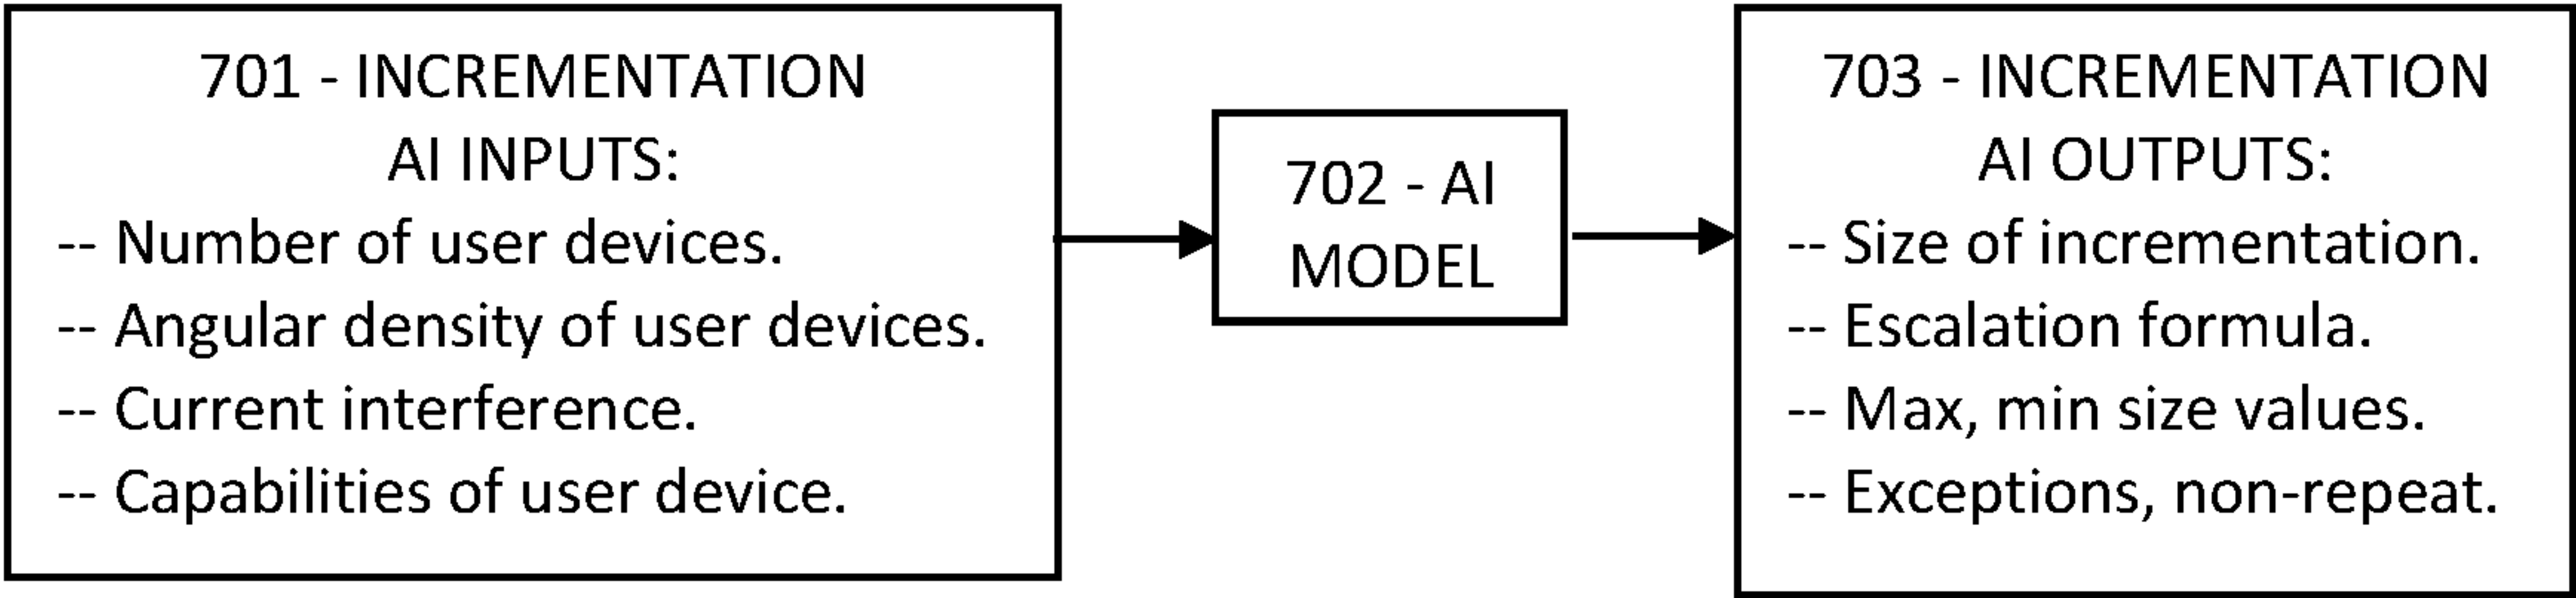 701 - INCREMENTATION
AI INPUTS:
-- Number of user devices.
-- Angular density of user devices.
-- Current interference.
-- Capabilities of user device.
702 - AI
MODEL
703 - INCREMENTATION
AI OUTPUTS:
-- Size of incrementation.
-- Escalation formula.
-- Max, min size values.
-- Exceptions, non-repeat.